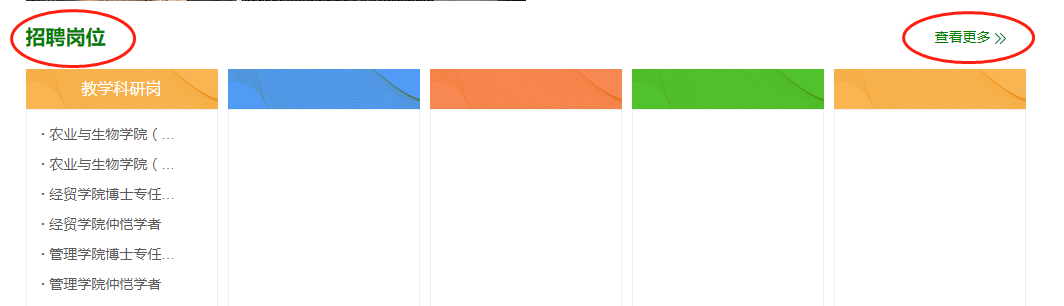 招聘岗位
查看更多 »
教学科研岗
· 农业与生物学院（...
· 农业与生物学院（...
· 经贸学院博士专任...
· 经贸学院仲恺学者
· 管理学院博士专任...
· 管理学院仲恺学者